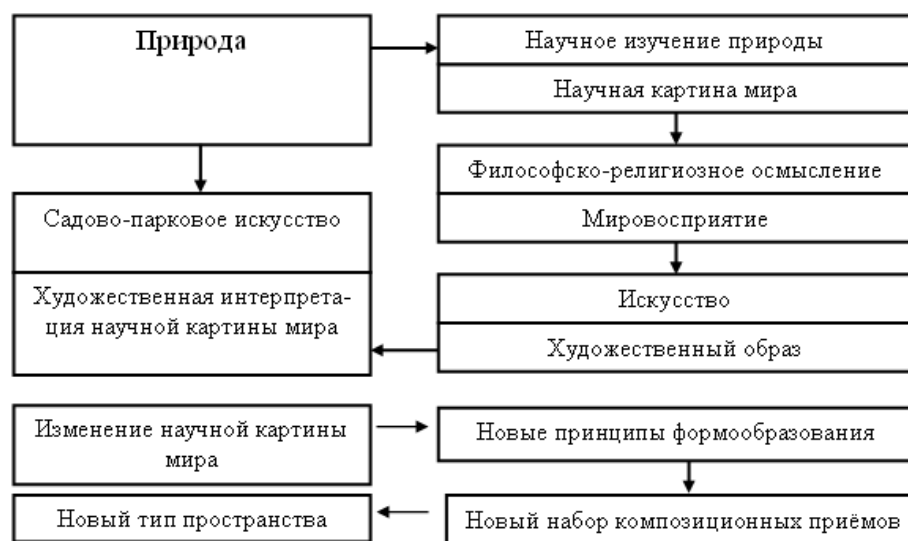 Природа
Научное изучение природы
Научная картина мира
Философско-религиозное осмысление
Мировосприятие
Садово-парковое искусство
Художественная интерпрета-
ция научной картины мира
Искусство
Художественный образ
Изменение научной картины
мира
Новые принципы формообразования
Новый тип пространства
Новый набор композиционных приёмов